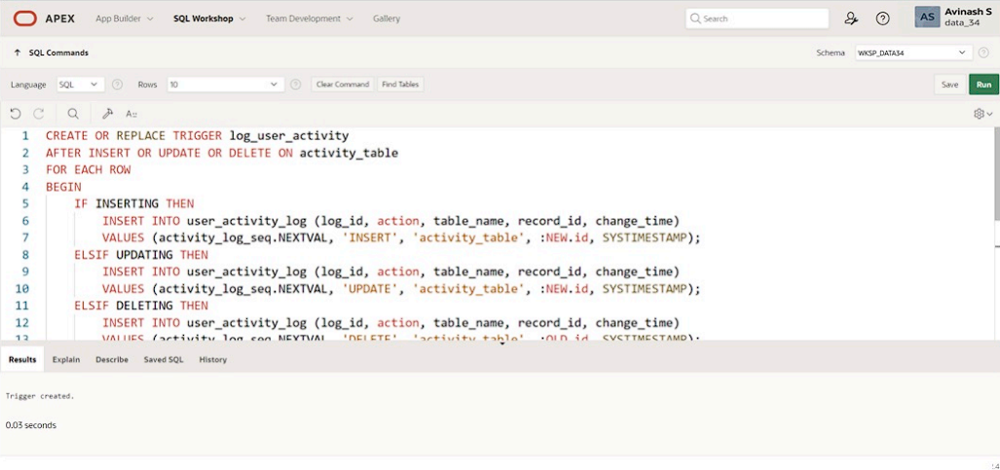 APEX App Builder SQL Workshop Team Development Gallery Search AS Avinash S
data_34
↑ SQL Commands Schema WKSP_DATA34
Language SQL Rows 10 Clear Command Find Tables Save Run
1 CREATE OR REPLACE TRIGGER log_user_activity
2 AFTER INSERT OR UPDATE OR DELETE ON activity_table
3 FOR EACH ROW
4 BEGIN
5 IF INSERTING THEN
6 INSERT INTO user_activity_log (log_id, action, table_name, record_id, change_time)
7 VALUES (activity_log_seq.NEXTVAL, 'INSERT', 'activity_table', :NEW.id, SYSTIMESTAMP);
8 ELSIF UPDATING THEN
9 INSERT INTO user_activity_log (log_id, action, table_name, record_id, change_time)
10 VALUES (activity_log_seq.NEXTVAL, 'UPDATE', 'activity_table', :NEW.id, SYSTIMESTAMP);
11 ELSIF DELETING THEN
12 INSERT INTO user_activity_log (log_id, action, table_name, record_id, change_time)
13 VALUES (activity_log_seq.NEXTVAL, 'DELETE', 'activity_table', :OLD.id, SYSTIMESTAMP);
Results Explain Describe Saved SQL History
Trigger created.
0.03 seconds